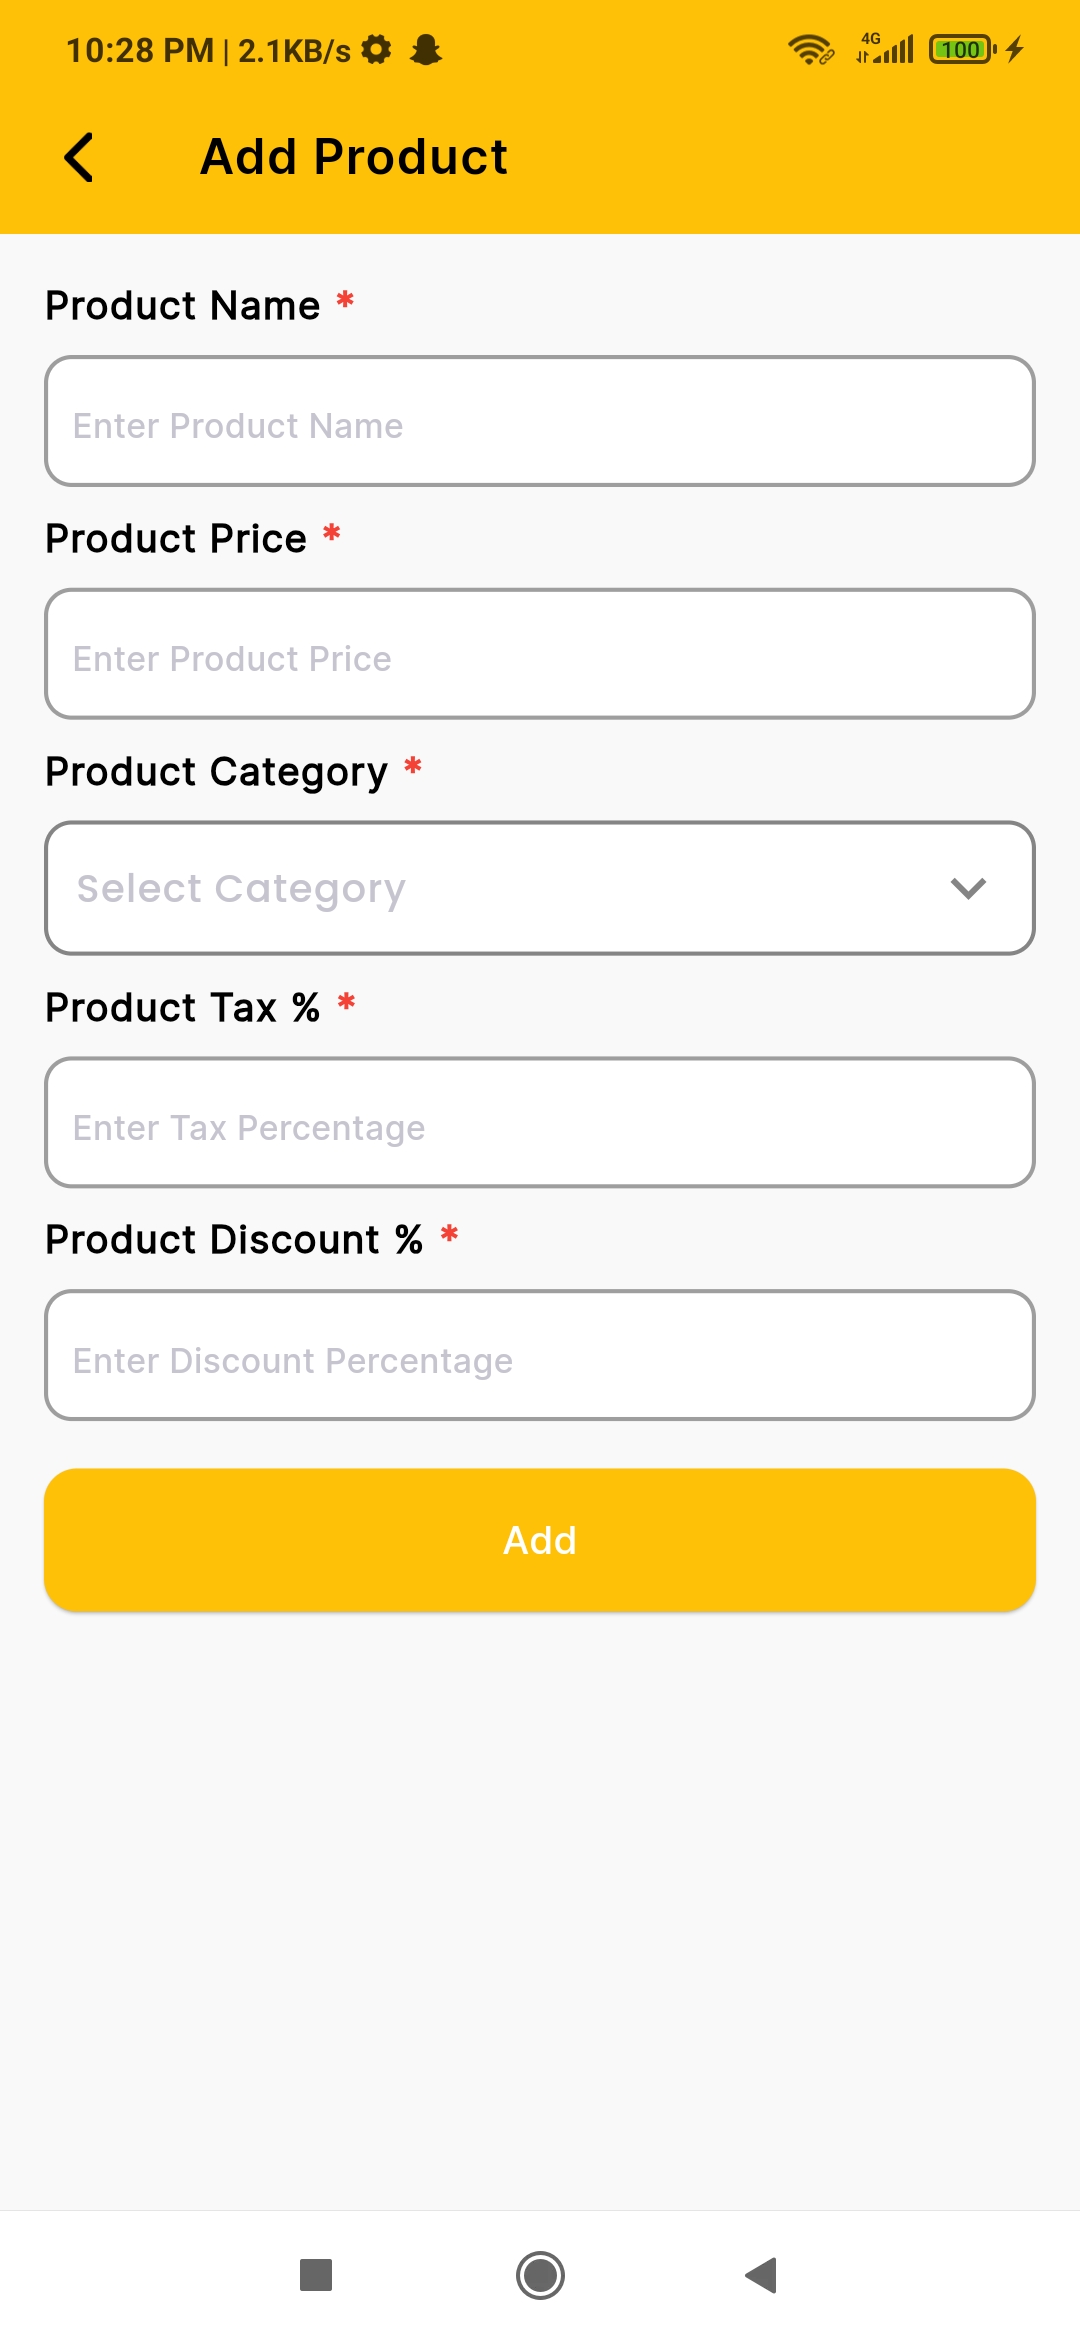 10:28 PM | 2.1KB/s 4G 100
Add Product
Product Name *
Enter Product Name
Product Price *
Enter Product Price
Product Category *
Select Category
Product Tax % *
Enter Tax Percentage
Product Discount % *
Enter Discount Percentage
Add